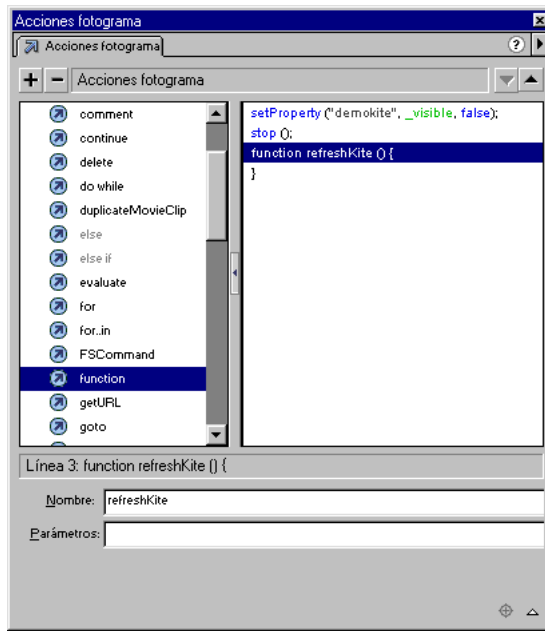 Acciones fotograma
Acciones fotograma
?
+ − Acciones fotograma
comment
continue
delete
do while
duplicateMovieClip
else
else if
evaluate
for
for..in
FSCommand
function
getURL
goto
setProperty ("demokite", _visible, false);
stop ();
function refreshKite () {
}
Línea 3: function refreshKite () {
Nombre: refreshKite
Parámetros: